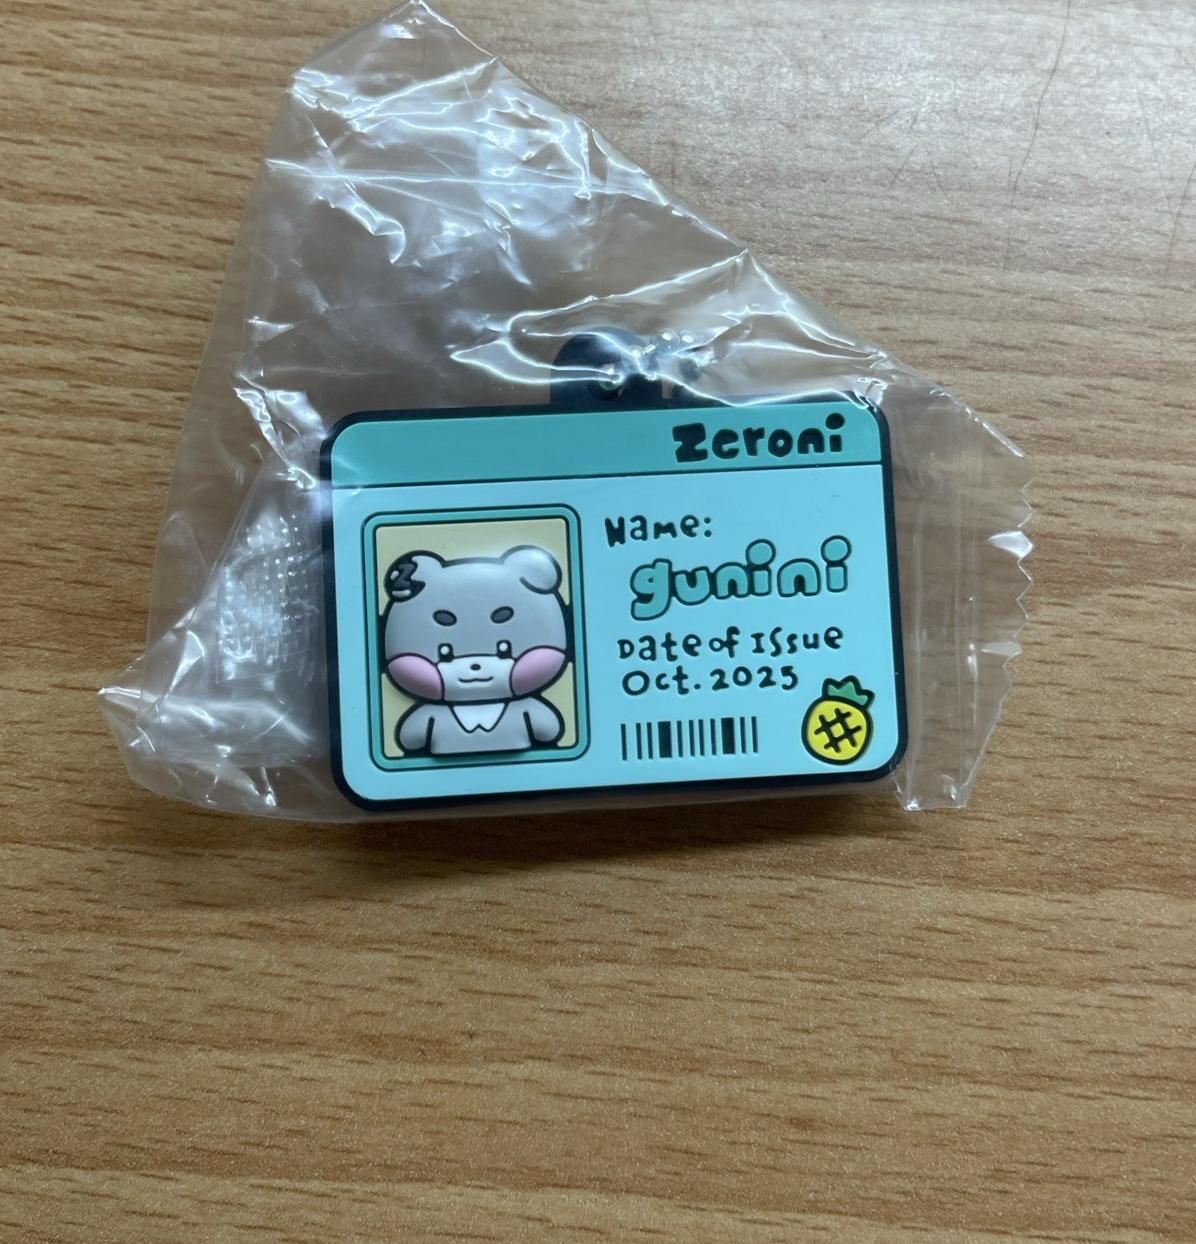 Zeroni
Name:
gunini
Date of Issue
Oct. 2025
Z